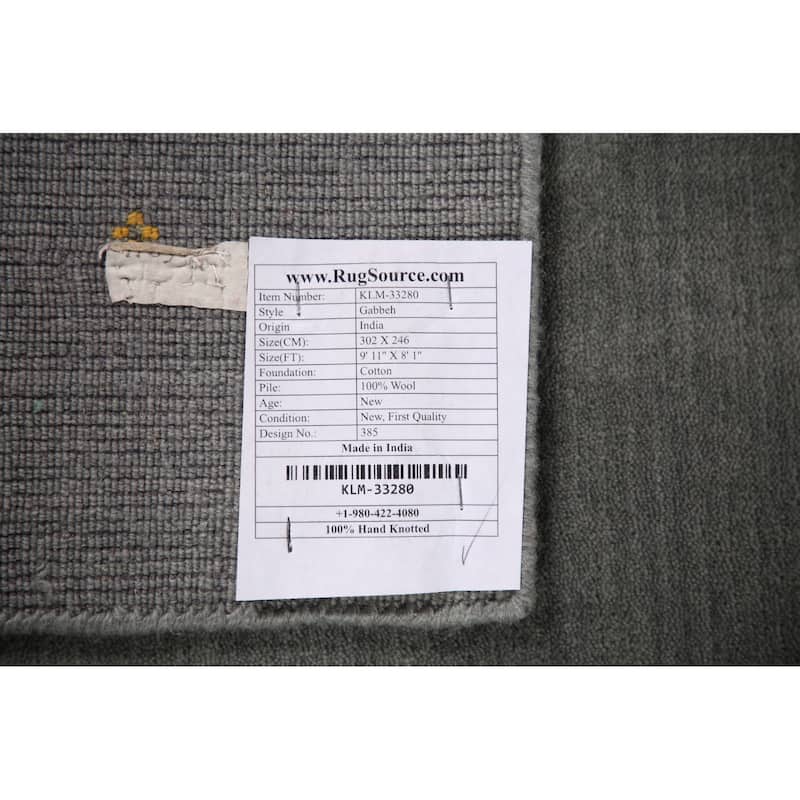 www.RugSource.com
Item Number: KLM-33280
Style Gabbeh
Origin India
Size(CM): 302 X 246
Size(FT): 9' 11" X 8' 1"
Foundation: Cotton
Pile: 100% Wool
Age: New
Condition: New, First Quality
Design No.: 385
Made in India
KLM-33280
+1-980-422-4080
100% Hand Knotted